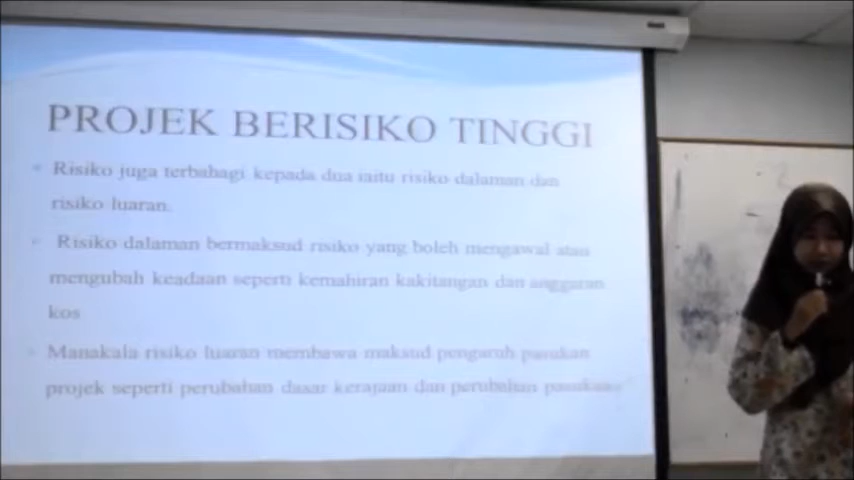 PROJEK BERISIKO TINGGI
Risiko juga terbahagi kepada dua iaitu risiko dalaman dan
risiko luaran.
Risiko dalaman bermaksud risiko yang boleh mengawal atau
mengubah keadaan seperti kemahiran kakitangan dan anggaran
kos
Manakala risiko luaran membawa maksud pengaruh pasukan
projek seperti perubahan dasar kerajaan dan perubahan pasukan